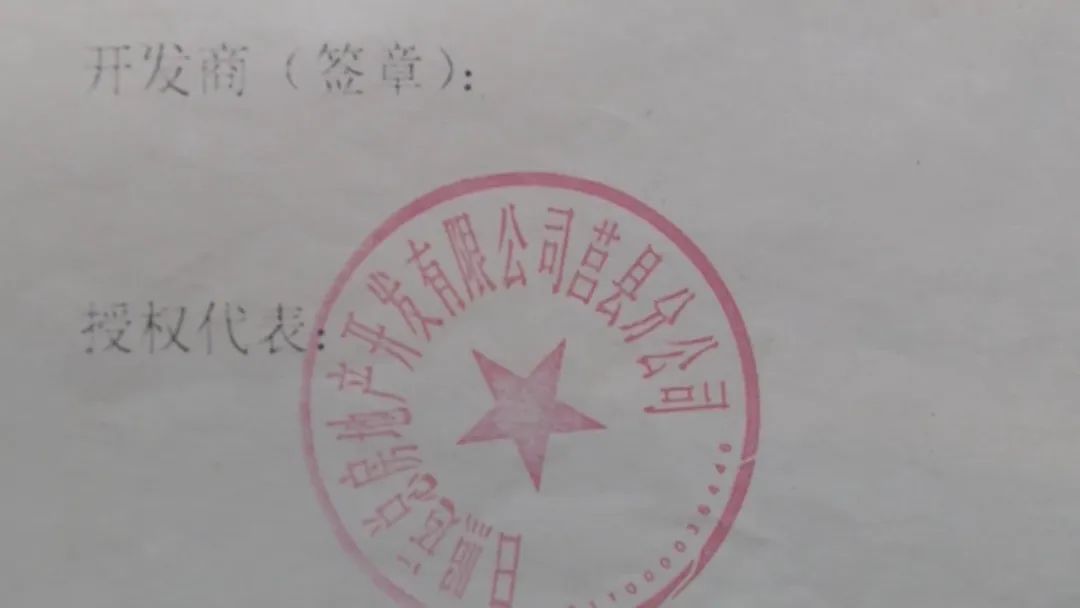 开发商（签章）：
授权代表：
房地产开发有限公司莒县分公司